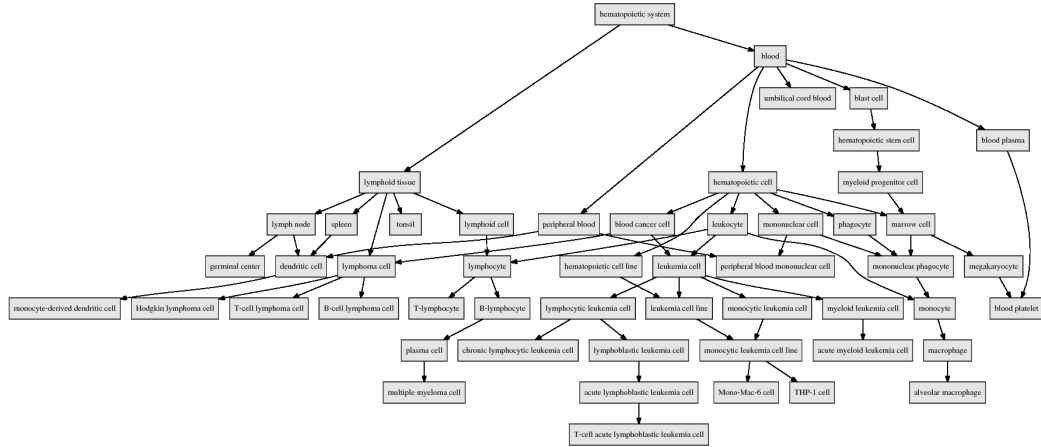 hematopoietic system
blood
umbilical cord blood
blast cell
hematopoietic stem cell
blood plasma
lymphoid tissue
hematopoietic cell
myeloid progenitor cell
lymph node
spleen
tonsil
lymphoid cell
peripheral blood
blood cancer cell
leukocyte
mononuclear cell
phagocyte
marrow cell
germinal center
dendritic cell
lymphoma cell
lymphocyte
hematopoietic cell line
leukemia cell
peripheral blood mononuclear cell
mononuclear phagocyte
megakaryocyte
monocyte-derived dendritic cell
Hodgkin lymphoma cell
T-cell lymphoma cell
B-cell lymphoma cell
T-lymphocyte
B-lymphocyte
lymphocytic leukemia cell
leukemia cell line
monocytic leukemia cell
myeloid leukemia cell
monocyte
blood platelet
plasma cell
chronic lymphocytic leukemia cell
lymphoblastic leukemia cell
monocytic leukemia cell line
acute myeloid leukemia cell
macrophage
multiple myeloma cell
acute lymphoblastic leukemia cell
Mono-Mac-6 cell
THP-1 cell
alveolar macrophage
T-cell acute lymphoblastic leukemia cell